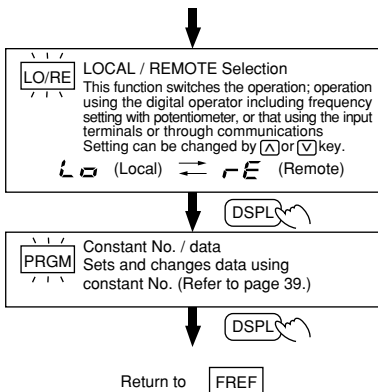 LO/RE LOCAL / REMOTE Selection
This function switches the operation; operation
using the digital operator including frequency
setting with potentiometer, or that using the input
terminals or through communications
Setting can be changed by ∧ or ∨ key.
Lo (Local) ⇄ rE (Remote)
DSPL
PRGM Constant No. / data
Sets and changes data using
constant No. (Refer to page 39.)
DSPL
Return to FREF